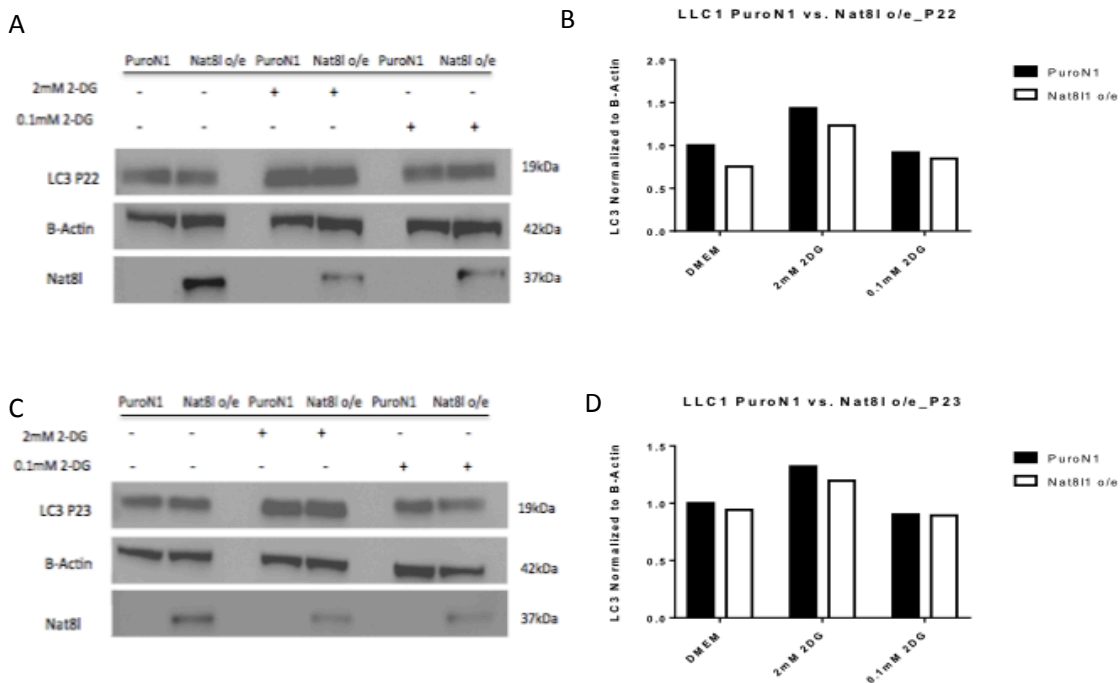 A
PuroN1 Nat8l o/e PuroN1 Nat8l o/e PuroN1 Nat8l o/e
2mM 2-DG - - + + - -
0.1mM 2-DG - - - - + +
LC3 P22 19kDa
B-Actin 42kDa
Nat8l 37kDa
B
LLC1 PuroN1 vs. Nat8l o/e_P22
LC3 Normalized to B-Actin
2.0
1.5
1.0
0.5
0.0
DMEM
2mM 2DG
0.1mM 2DG
PuroN1
Nat8l1 o/e
C
PuroN1 Nat8l o/e PuroN1 Nat8l o/e PuroN1 Nat8l o/e
2mM 2-DG - - + + - -
0.1mM 2-DG - - - - + +
LC3 P23 19kDa
B-Actin 42kDa
Nat8l 37kDa
D
LLC1 PuroN1 vs. Nat8l o/e_P23
LC3 Normalized to B-Actin
1.5
1.0
0.5
0.0
DMEM
2mM 2DG
0.1mM 2DG
PuroN1
Nat8l1 o/e